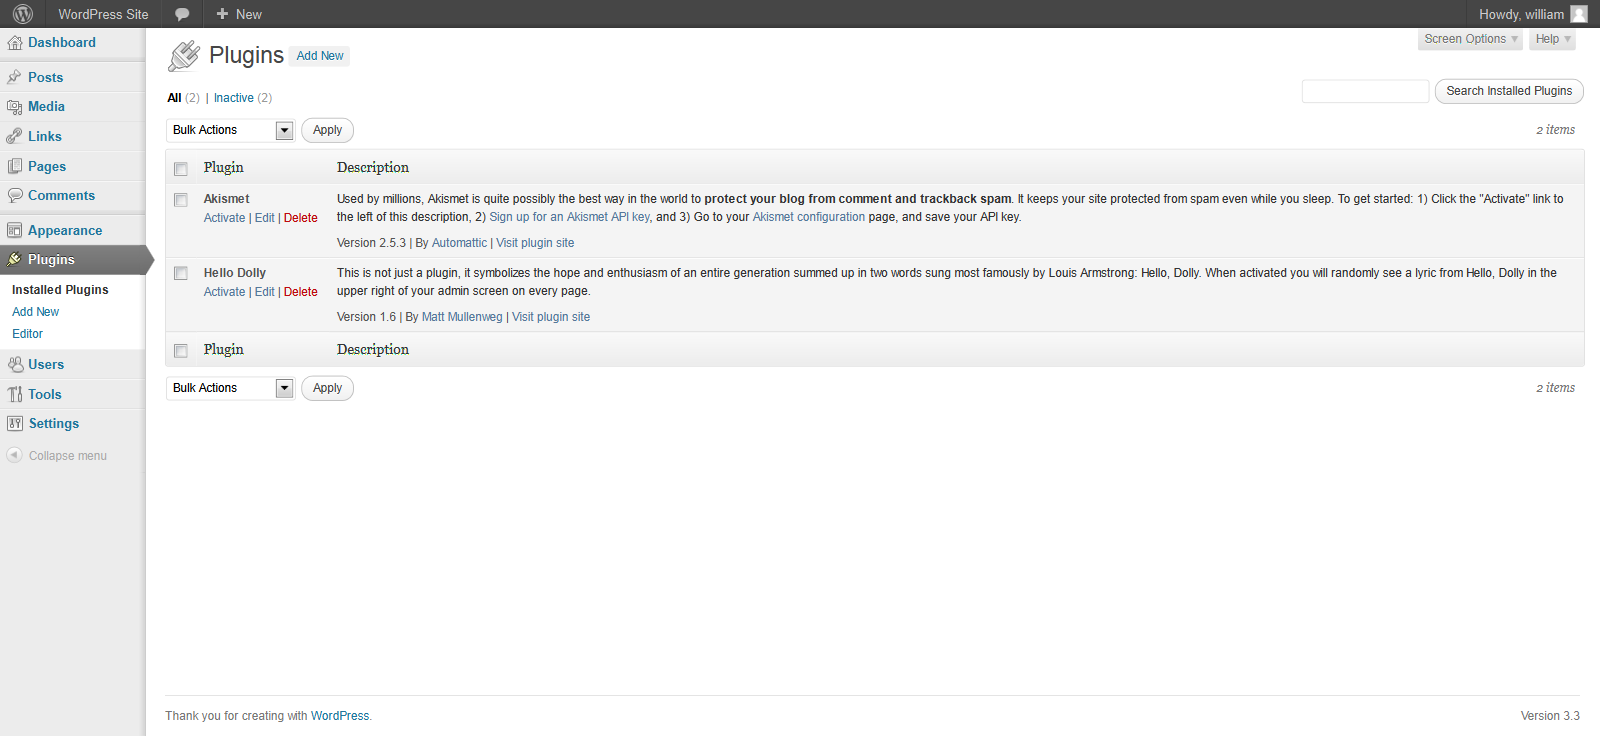 WordPress Site
New
Howdy, william
Dashboard
Posts
Media
Links
Pages
Comments
Appearance
Plugins
Installed Plugins
Add New
Editor
Users
Tools
Settings
Collapse menu
Screen Options
Help
Plugins Add New
All (2) | Inactive (2)
Search Installed Plugins
Bulk Actions Apply
2 items
Plugin Description
Akismet
Activate | Edit | Delete
Used by millions, Akismet is quite possibly the best way in the world to protect your blog from comment and trackback spam. It keeps your site protected from spam even while you sleep. To get started: 1) Click the "Activate" link to
the left of this description, 2) Sign up for an Akismet API key, and 3) Go to your Akismet configuration page, and save your API key.
Version 2.5.3 | By Automattic | Visit plugin site
Hello Dolly
Activate | Edit | Delete
This is not just a plugin, it symbolizes the hope and enthusiasm of an entire generation summed up in two words sung most famously by Louis Armstrong: Hello, Dolly. When activated you will randomly see a lyric from Hello, Dolly in the
upper right of your admin screen on every page.
Version 1.6 | By Matt Mullenweg | Visit plugin site
Plugin Description
Bulk Actions Apply
2 items
Thank you for creating with WordPress.
Version 3.3